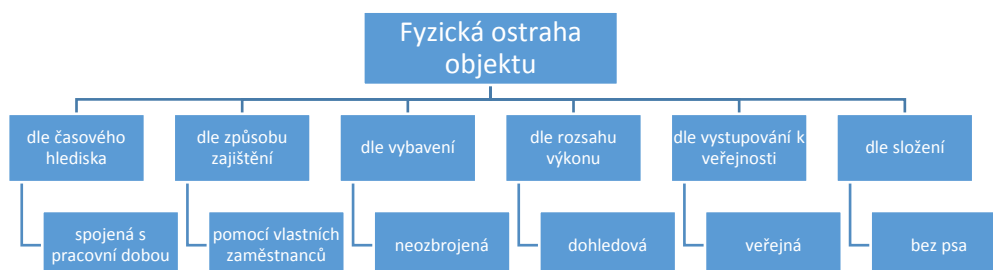 Fyzická ostraha
objektu
dle časového
hlediska
dle způsobu
zajištění
dle vybavení
dle rozsahu
výkonu
dle vystupování k
veřejnosti
dle složení
spojená s
pracovní dobou
pomocí vlastních
zaměstnanců
neozbrojená
dohledová
veřejná
bez psa